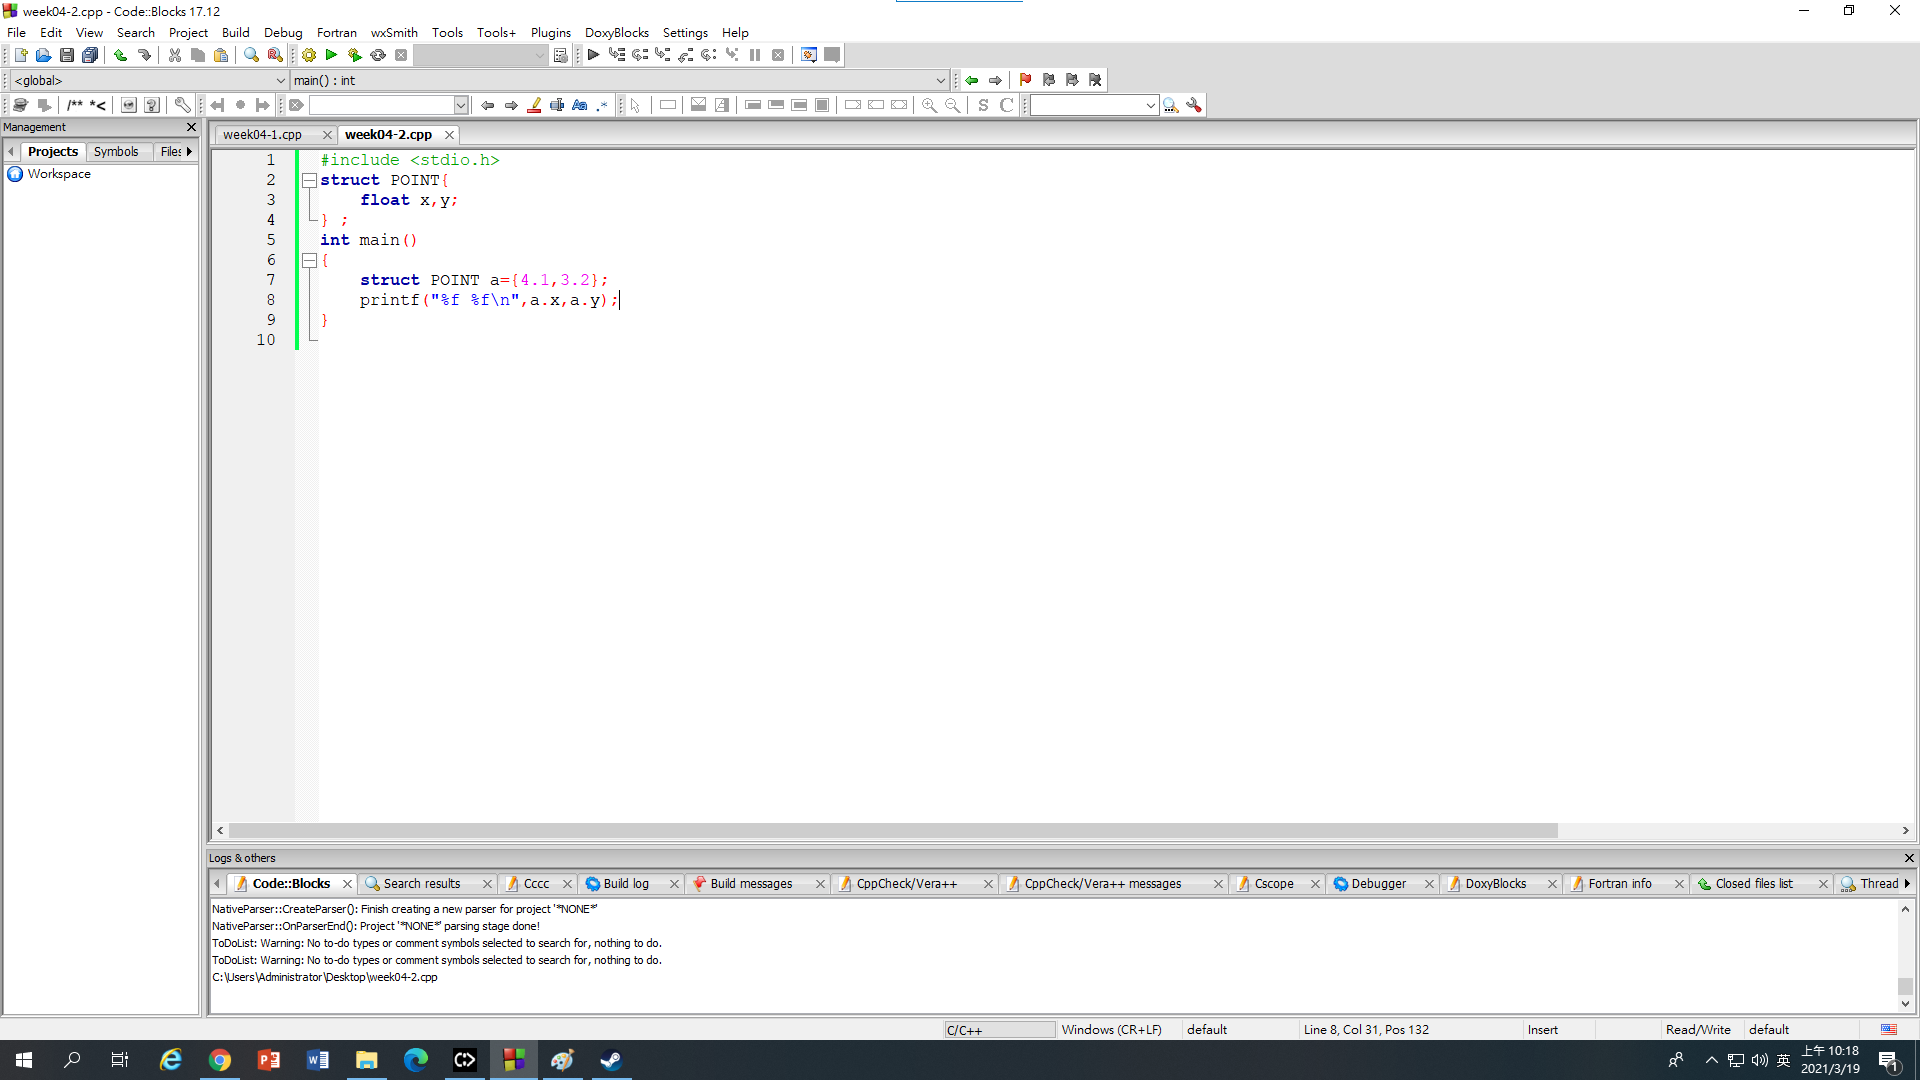 week04-2.cpp - Code::Blocks 17.12
File Edit View Search Project Build Debug Fortran wxSmith Tools Tools+ Plugins DoxyBlocks Settings Help
<global> main() : int
/** *<
Aa .* S C
Management
Projects Symbols Files
Workspace
week04-1.cpp week04-2.cpp
1 #include <stdio.h>
2 struct POINT{
3 float x,y;
4 } ;
5 int main()
6 {
7 struct POINT a={4.1,3.2};
8 printf("%f %f\n",a.x,a.y);
9 }
10
Logs & others
Code::Blocks Search results Cccc Build log Build messages CppCheck/Vera++ CppCheck/Vera++ messages Cscope Debugger DoxyBlocks Fortran info Closed files list Thread
NativeParser::CreateParser(): Finish creating a new parser for project '*NONE*'
NativeParser::OnParserEnd(): Project '*NONE*' parsing stage done!
ToDoList: Warning: No to-do types or comment symbols selected to search for, nothing to do.
ToDoList: Warning: No to-do types or comment symbols selected to search for, nothing to do.
C:\Users\Administrator\Desktop\week04-2.cpp
C/C++ Windows (CR+LF) default Line 8, Col 31, Pos 132 Insert Read/Write default
英 上午 10:18
2021/3/19
1